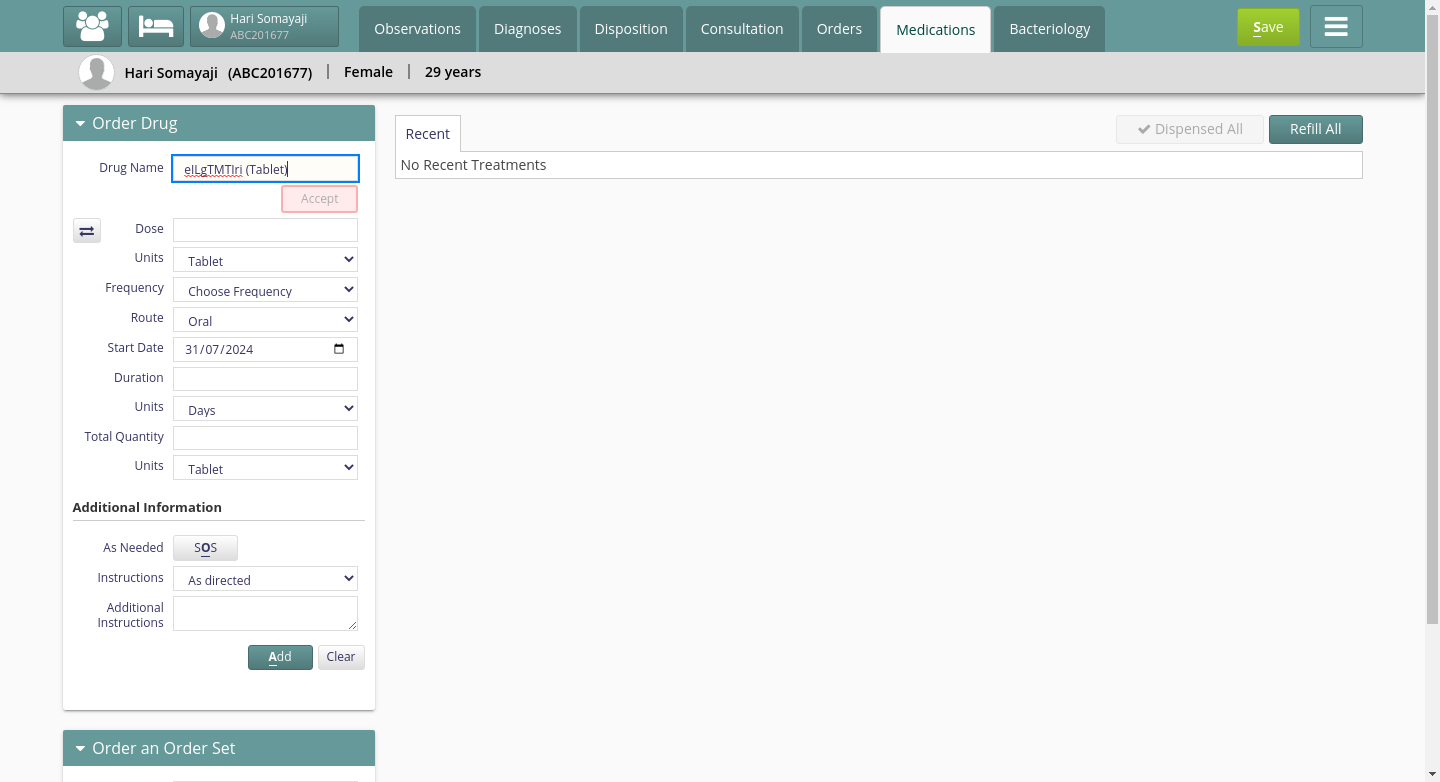 Hari Somayaji
ABC201677
Observations
Diagnoses
Disposition
Consultation
Orders
Medications
Bacteriology
Save
Hari Somayaji (ABC201677) | Female | 29 years
Order Drug
Drug Name
elLgTMTIri (Tablet)
Accept
Dose
Units
Tablet
Frequency
Choose Frequency
Route
Oral
Start Date
31/07/2024
Duration
Units
Days
Total Quantity
Units
Tablet
Additional Information
As Needed
SOS
Instructions
As directed
Additional
Instructions
Add
Clear
Order an Order Set
Recent
Dispensed All
Refill All
No Recent Treatments